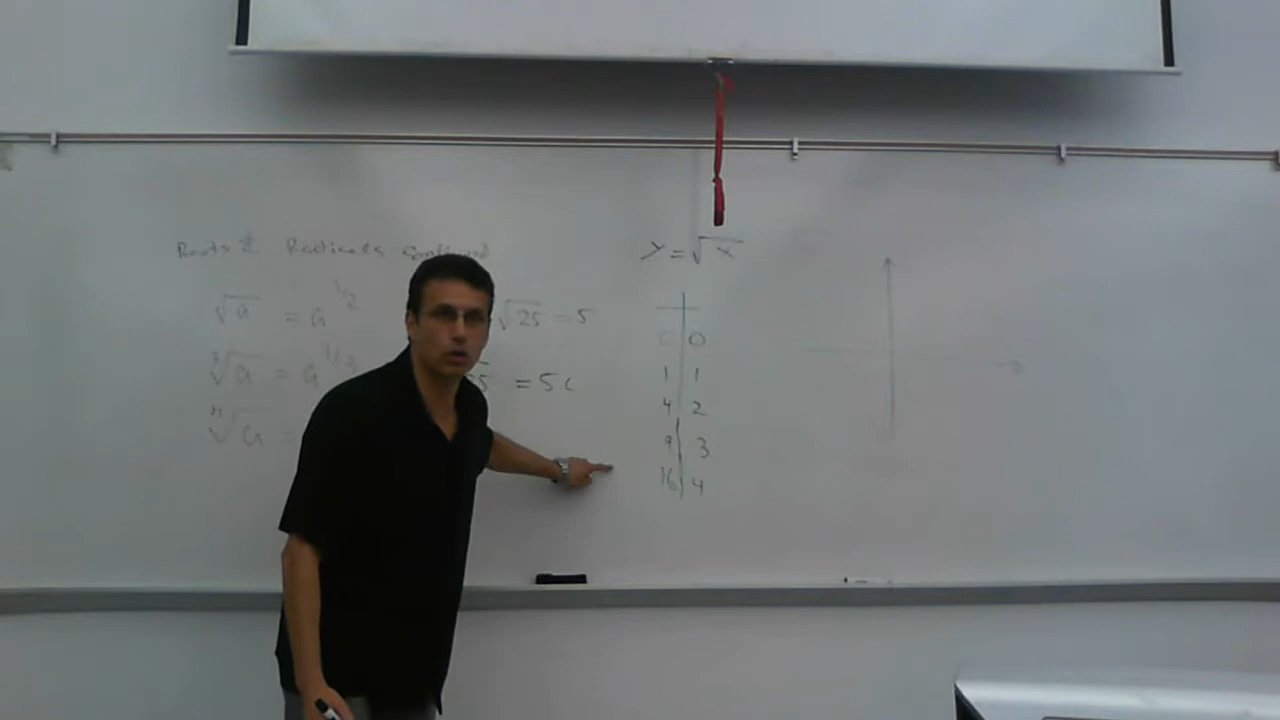 Roots & Radicals continued
√a = a^1/2
√25 = 5
∛a = a^1/3
= 5
ⁿ√a =
y = √x
0 0
1 1
4 2
9 3
16 4